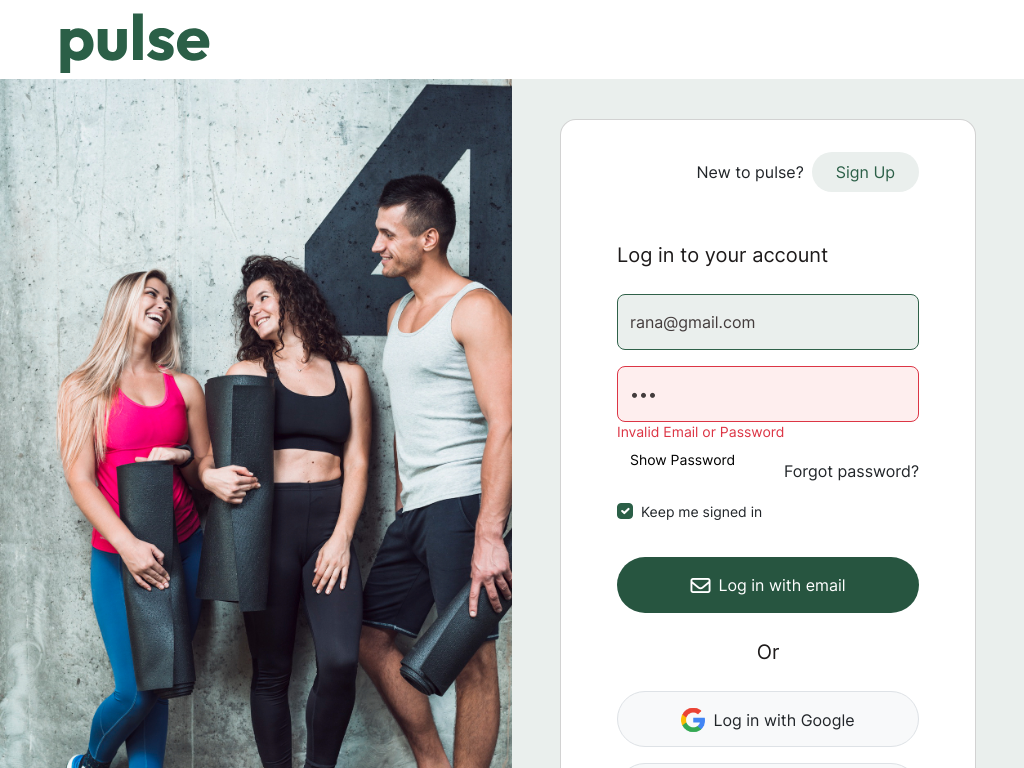 pulse
4
New to pulse? Sign Up
Log in to your account
rana@gmail.com
•••
Invalid Email or Password
Show Password
Forgot password?
Keep me signed in
Log in with email
Or
Log in with Google